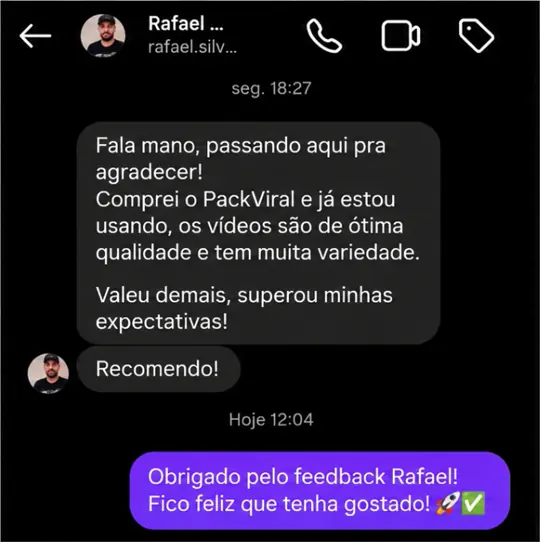 Rafael ...
rafael.silv...
seg. 18:27
Fala mano, passando aqui pra
agradecer!
Comprei o PackViral e já estou
usando, os vídeos são de ótima
qualidade e tem muita variedade.
Valeu demais, superou minhas
expectativas!
Recomendo!
Hoje 12:04
Obrigado pelo feedback Rafael!
Fico feliz que tenha gostado! 🚀✅